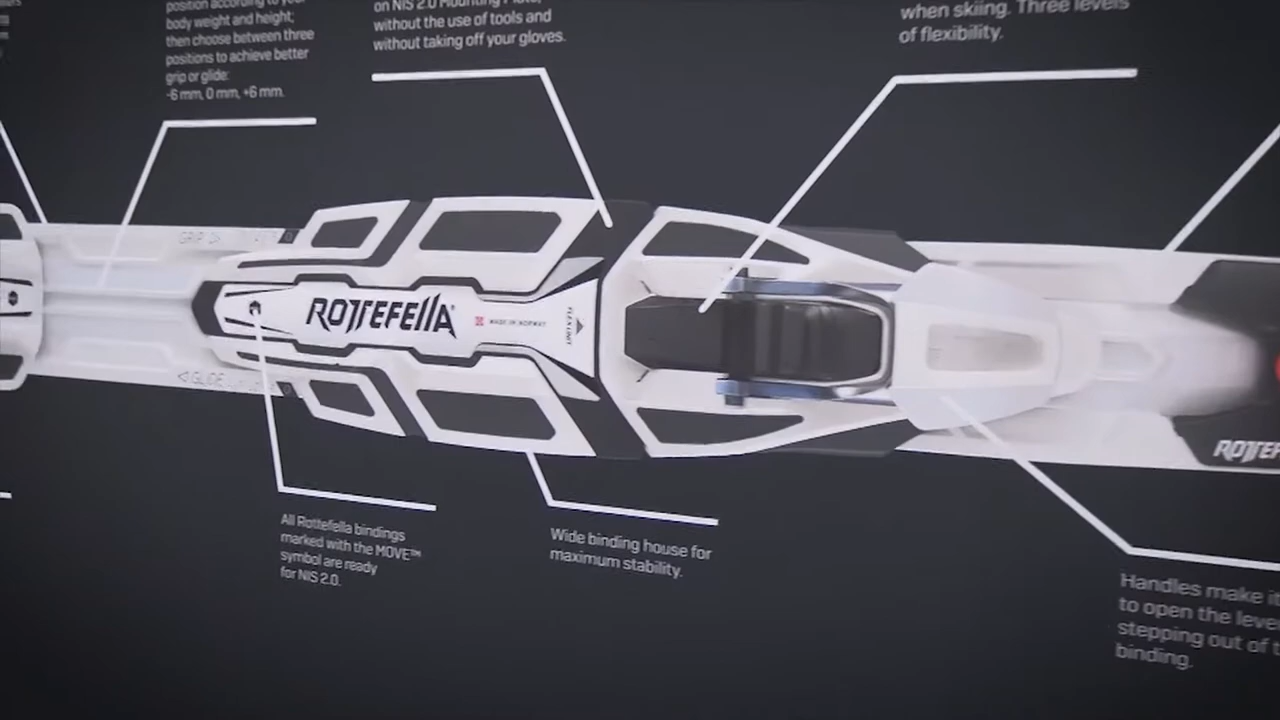 position according to your
body weight and height;
then choose between three
positions to achieve better
grip or glide:
-6 mm, 0 mm, +6 mm.
on NIS 2.0 Mounting Plate,
without the use of tools and
without taking off your gloves.
when skiing. Three levels
of flexibility.
GRIP
ROTTEFELLA
MADE IN NORWAY
FLEX UNIT
GLIDE
ROTTEF
All Rottefella bindings
marked with the MOVE™
symbol are ready
for NIS 2.0.
Wide binding house for
maximum stability.
Handles make it
to open the leve
stepping out of t
binding.